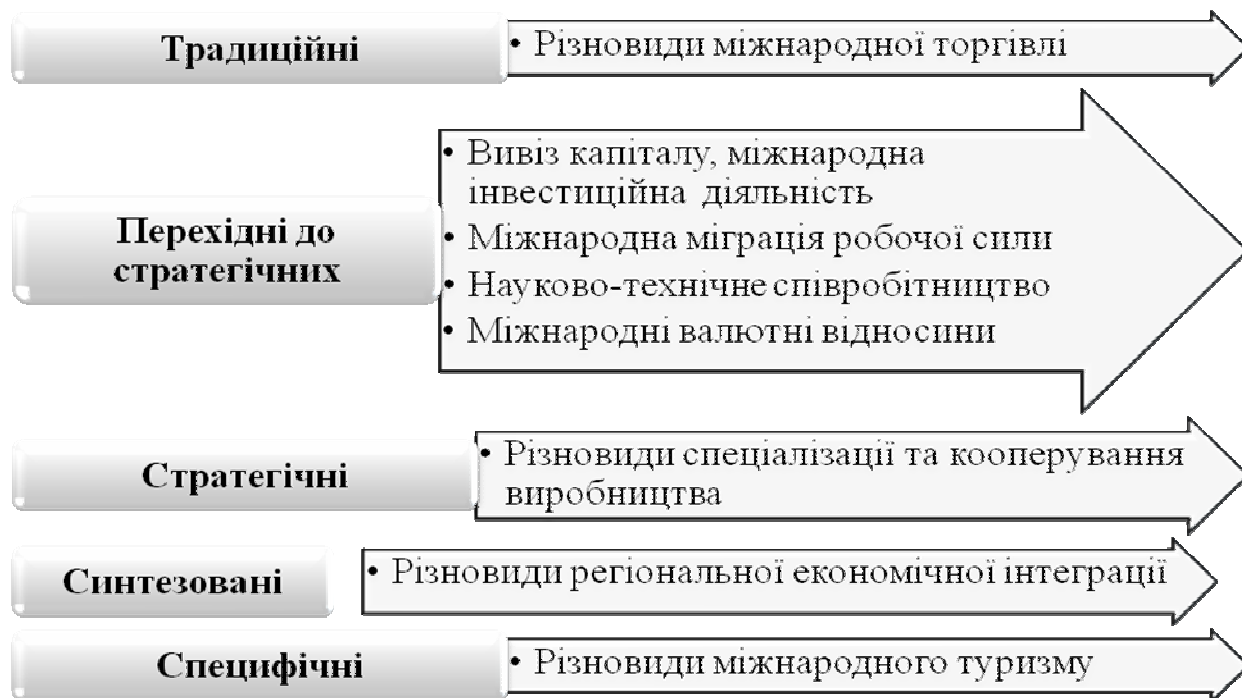 Традиційні
• Різновиди міжнародної торгівлі
Перехідні до
стратегічних
• Вивіз капіталу, міжнародна
інвестиційна діяльність
• Міжнародна міграція робочої сили
• Науково-технічне співробітництво
• Міжнародні валютні відносини
Стратегічні
• Різновиди спеціалізації та кооперування
виробництва
Синтезовані
• Різновиди регіональної економічної інтеграції
Специфічні
• Різновиди міжнародного туризму